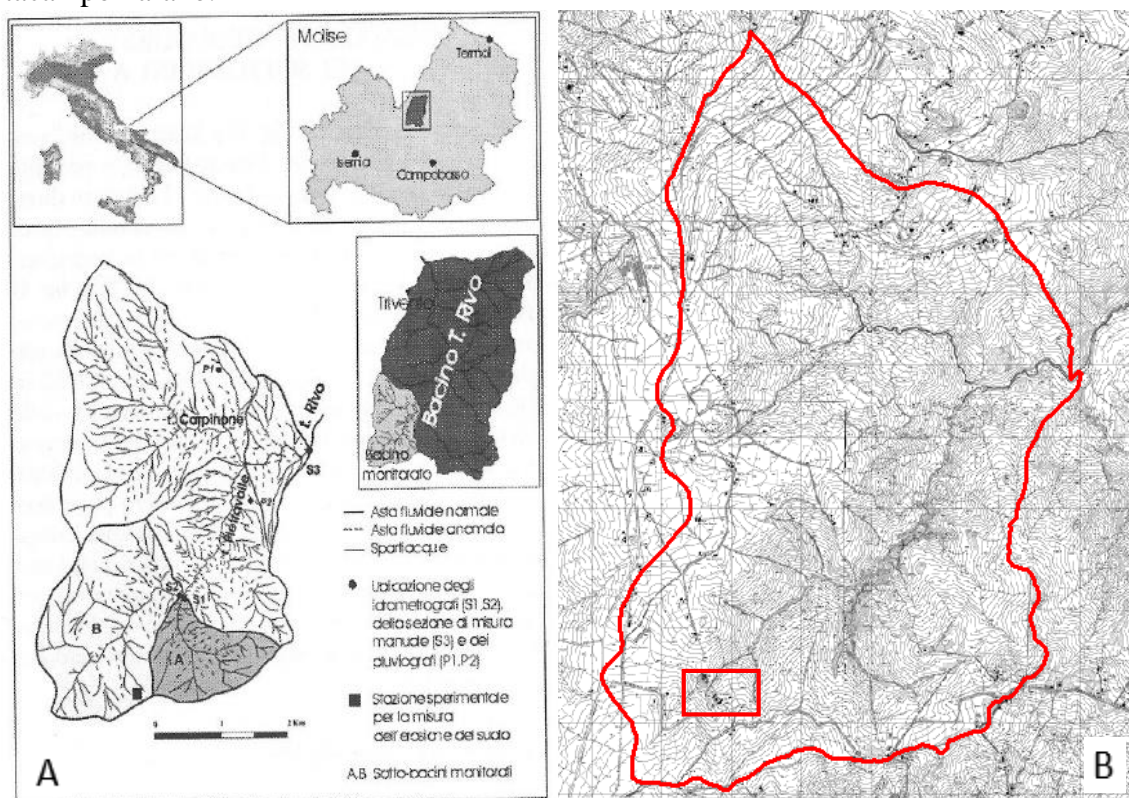 Molise
Termoli
Isernia
Campobasso
Trivento
Bacino T. Rivo
Bacino
monitorato
P1
t. Carpinone
t. Rivo
S3
Pietravalle
P2
S2
S1
B
A
0 1 2 Km
Asta fluviale normale
Asta fluviale anomala
Spartiacque
Ubicazione degli
idrometrografi (S1,S2),
della sezione di misura
manuale (S3) e dei
pluviografi (P1,P2)
Stazione sperimentale
per la misura
dell'erosione del suolo
A,B Sotto-bacini monitorati
A
B